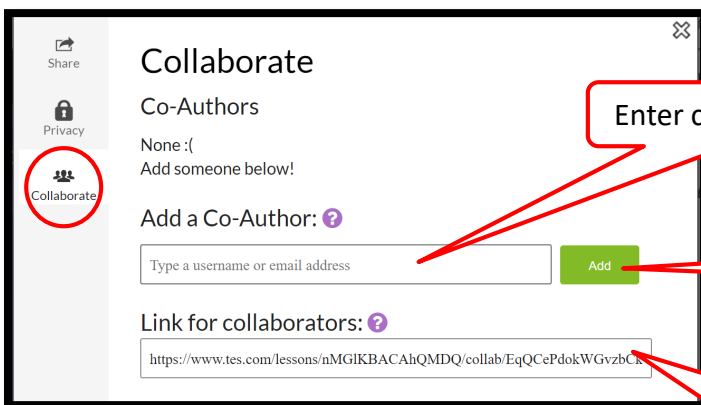 Share
Privacy
Collaborate
Collaborate
Co-Authors
None :(
Add someone below!
Add a Co-Author: ?
Type a username or email address
Add
Link for collaborators: ?
https://www.tes.com/lessons/nMGlKBACAhQMDQ/collab/EqQCePdokWGvzbCk
Enter